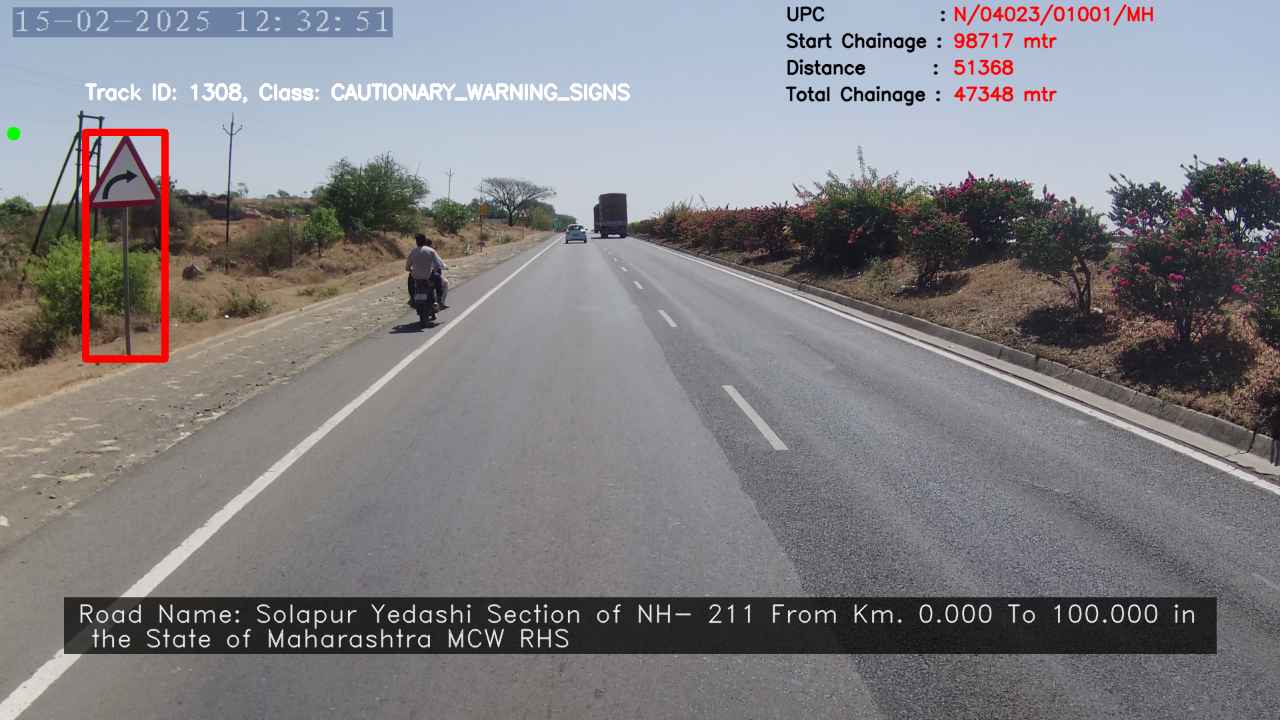 15-02-2025 12:32:51
UPC : N/04023/01001/MH
Start Chainage : 98717 mtr
Distance : 51368
Total Chainage : 47348 mtr
Track ID: 1308, Class: CAUTIONARY_WARNING_SIGNS
Road Name: Solapur Yedashi Section of NH- 211 From Km. 0.000 To 100.000 in
the State of Maharashtra MCW RHS